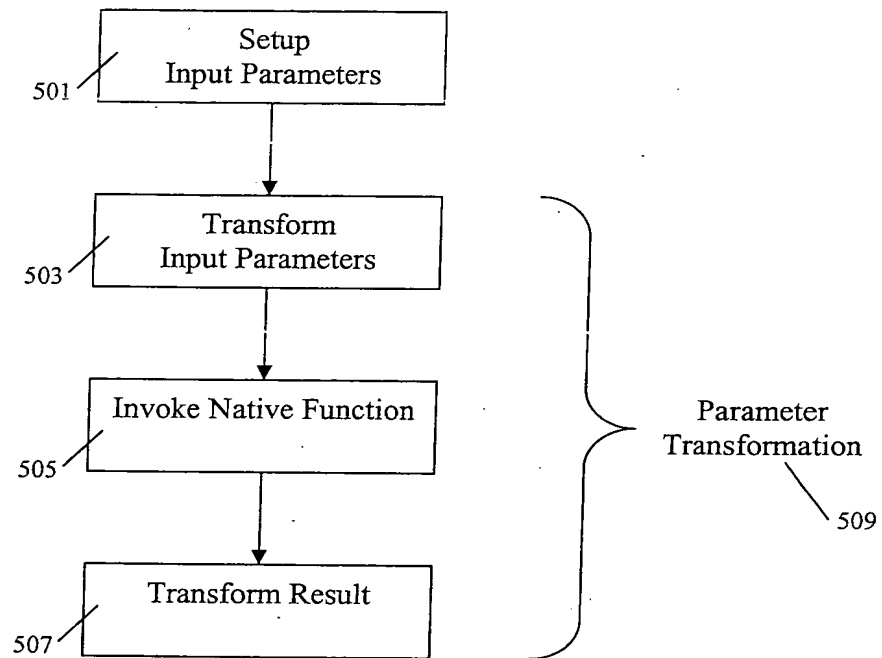 Setup
Input Parameters
501
Transform
Input Parameters
503
Invoke Native Function
505
Parameter
Transformation
509
Transform Result
507